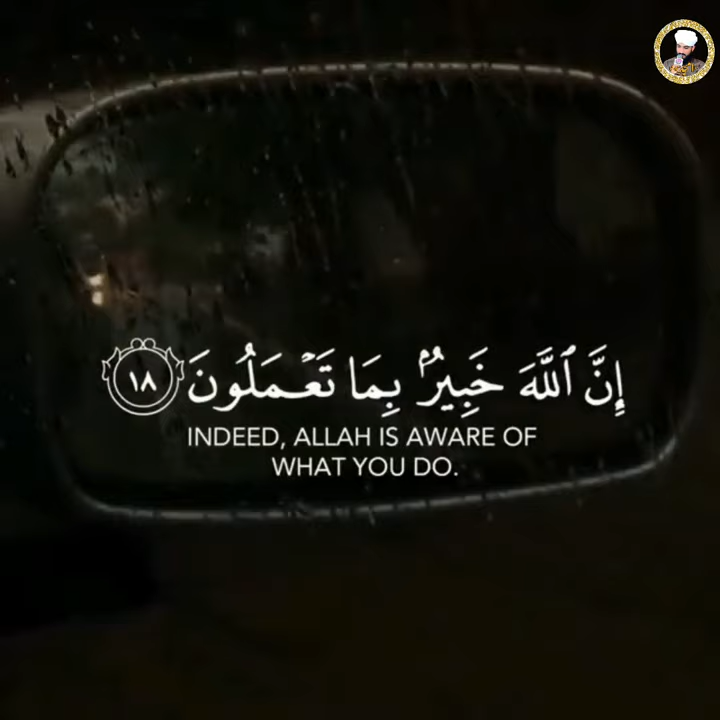 إِنَّ ٱللَّهَ خَبِيرٌۢ بِمَا تَعۡمَلُونَ ١٨
INDEED, ALLAH IS AWARE OF
WHAT YOU DO.